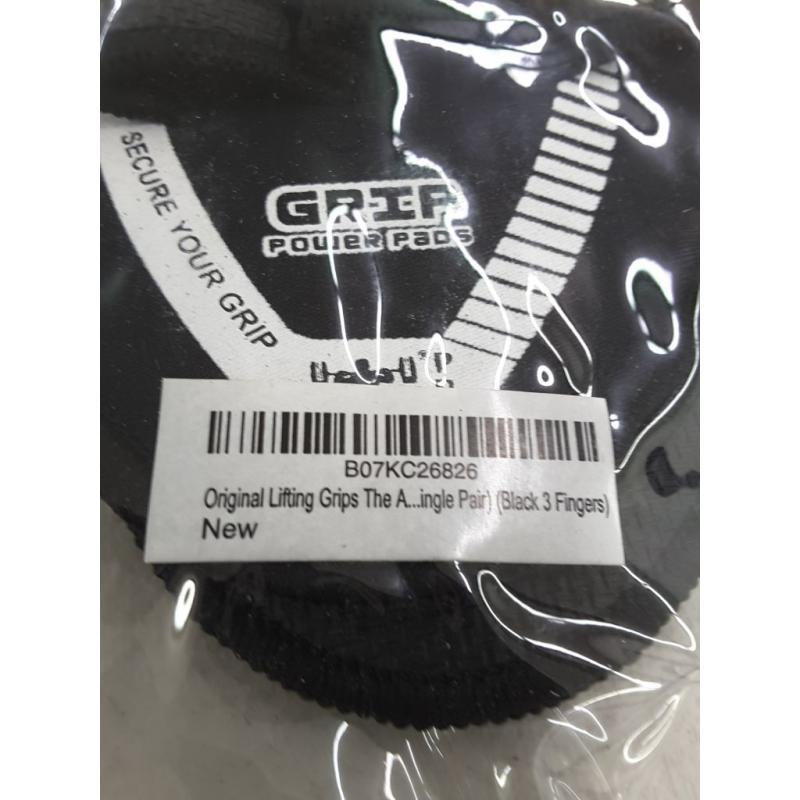 SECURE YOUR GRIP
GRIP
POWER PADS
B07KC26826
Original Lifting Grips The A...ingle Pair) (Black 3 Fingers)
New